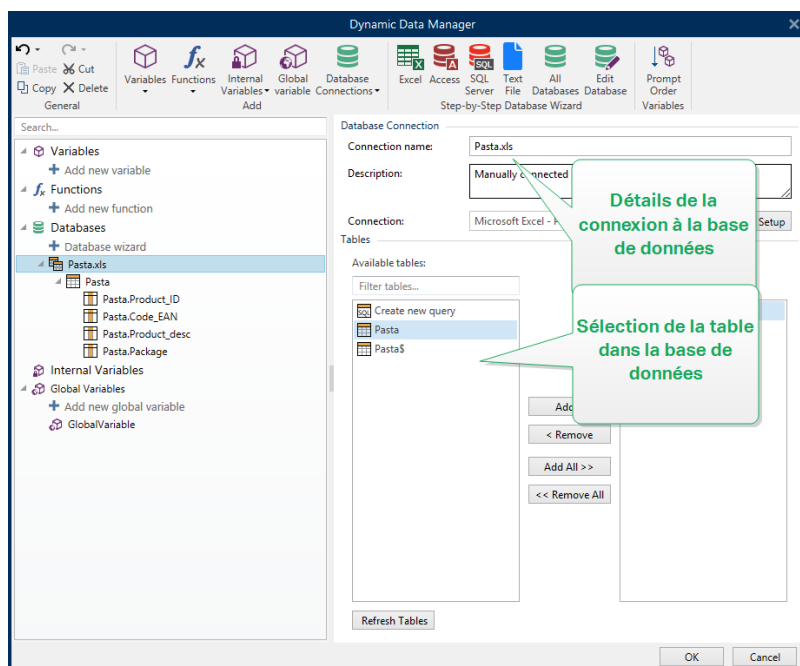 Dynamic Data Manager
Paste
Cut
Copy
Delete
General
Variables
Functions
Internal
Variables
Global
variable
Database
Connections
Add
Excel
Access
SQL
Server
Text
File
All
Databases
Edit
Database
Step-by-Step Database Wizard
Prompt
Order
Variables
Search...
Variables
Add new variable
Functions
Add new function
Databases
Database wizard
Pasta.xls
Pasta
Pasta.Product_ID
Pasta.Code_EAN
Pasta.Product_desc
Pasta.Package
Internal Variables
Global Variables
Add new global variable
GlobalVariable
Database Connection
Connection name:
Pasta.xls
Description:
Manually connected
Connection:
Microsoft Excel -
Setup
Détails de la
connexion à la base
de données
Tables
Available tables:
Filter tables...
SQL Create new query
Pasta
Pasta$
Sélection de la table
dans la base de
données
Add
< Remove
Add All >>
<< Remove All
Refresh Tables
OK
Cancel